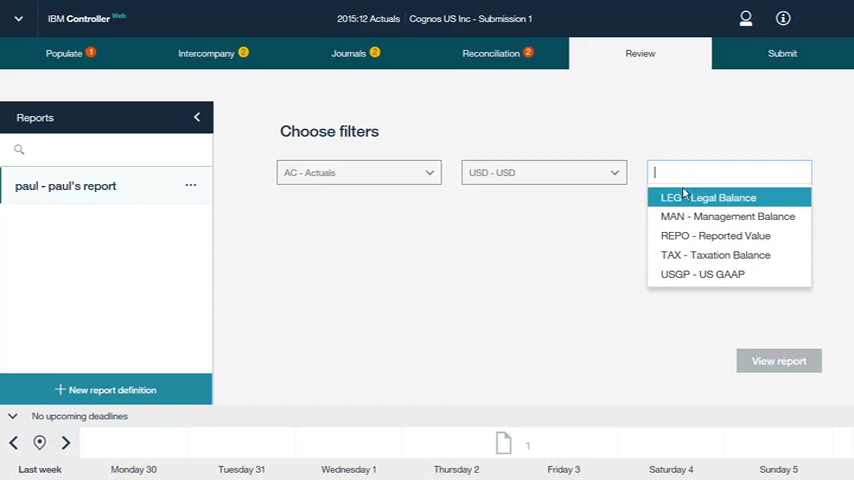 IBM Controller Web
2015:12 Actuals | Cognos US Inc - Submission 1
Populate 1
Intercompany 2
Journals 2
Reconciliation 2
Review
Submit
Reports
Choose filters
paul - paul's report ...
AC - Actuals
USD - USD
LEG - Legal Balance
MAN - Management Balance
REPO - Reported Value
TAX - Taxation Balance
USGP - US GAAP
View report
+ New report definition
No upcoming deadlines
1
Last week
Monday 30
Tuesday 31
Wednesday 1
Thursday 2
Friday 3
Saturday 4
Sunday 5